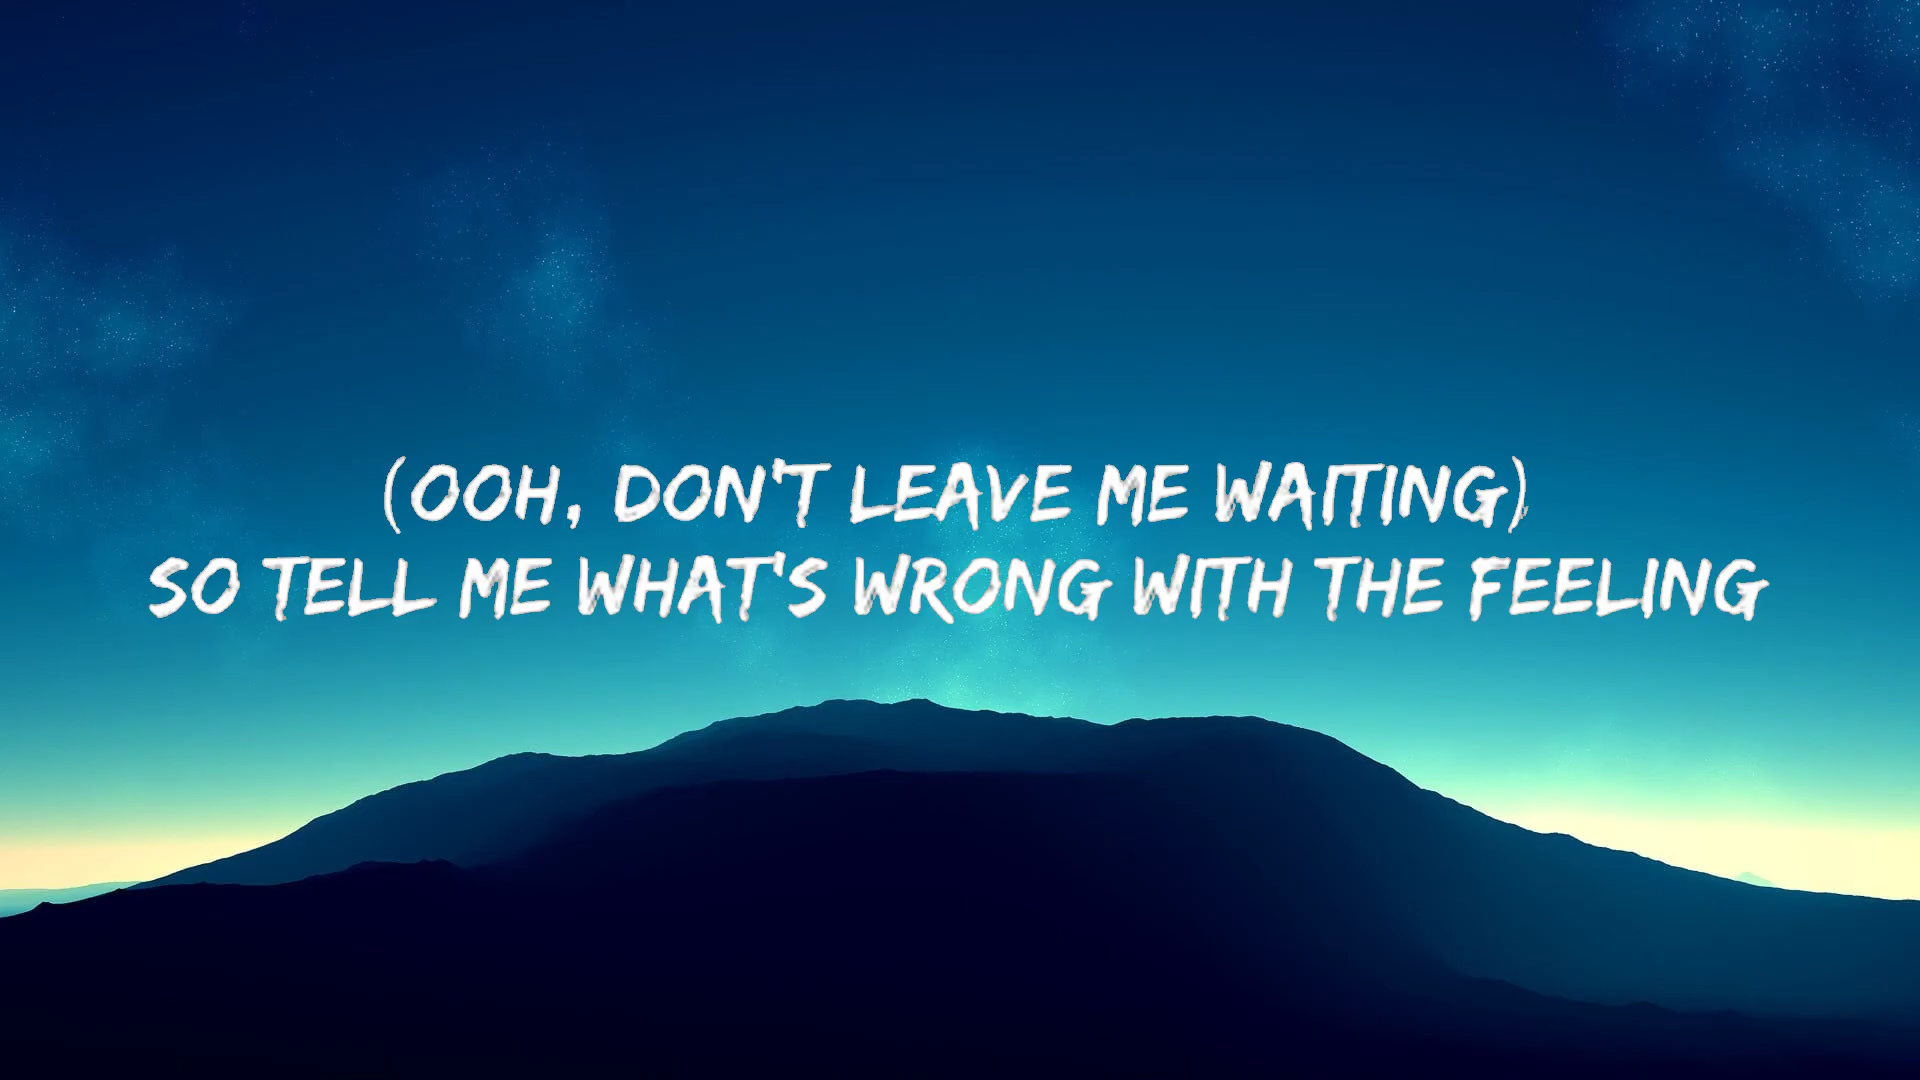 (OOH, DON'T LEAVE ME WAITING)
SO TELL ME WHAT'S WRONG WITH THE FEELING